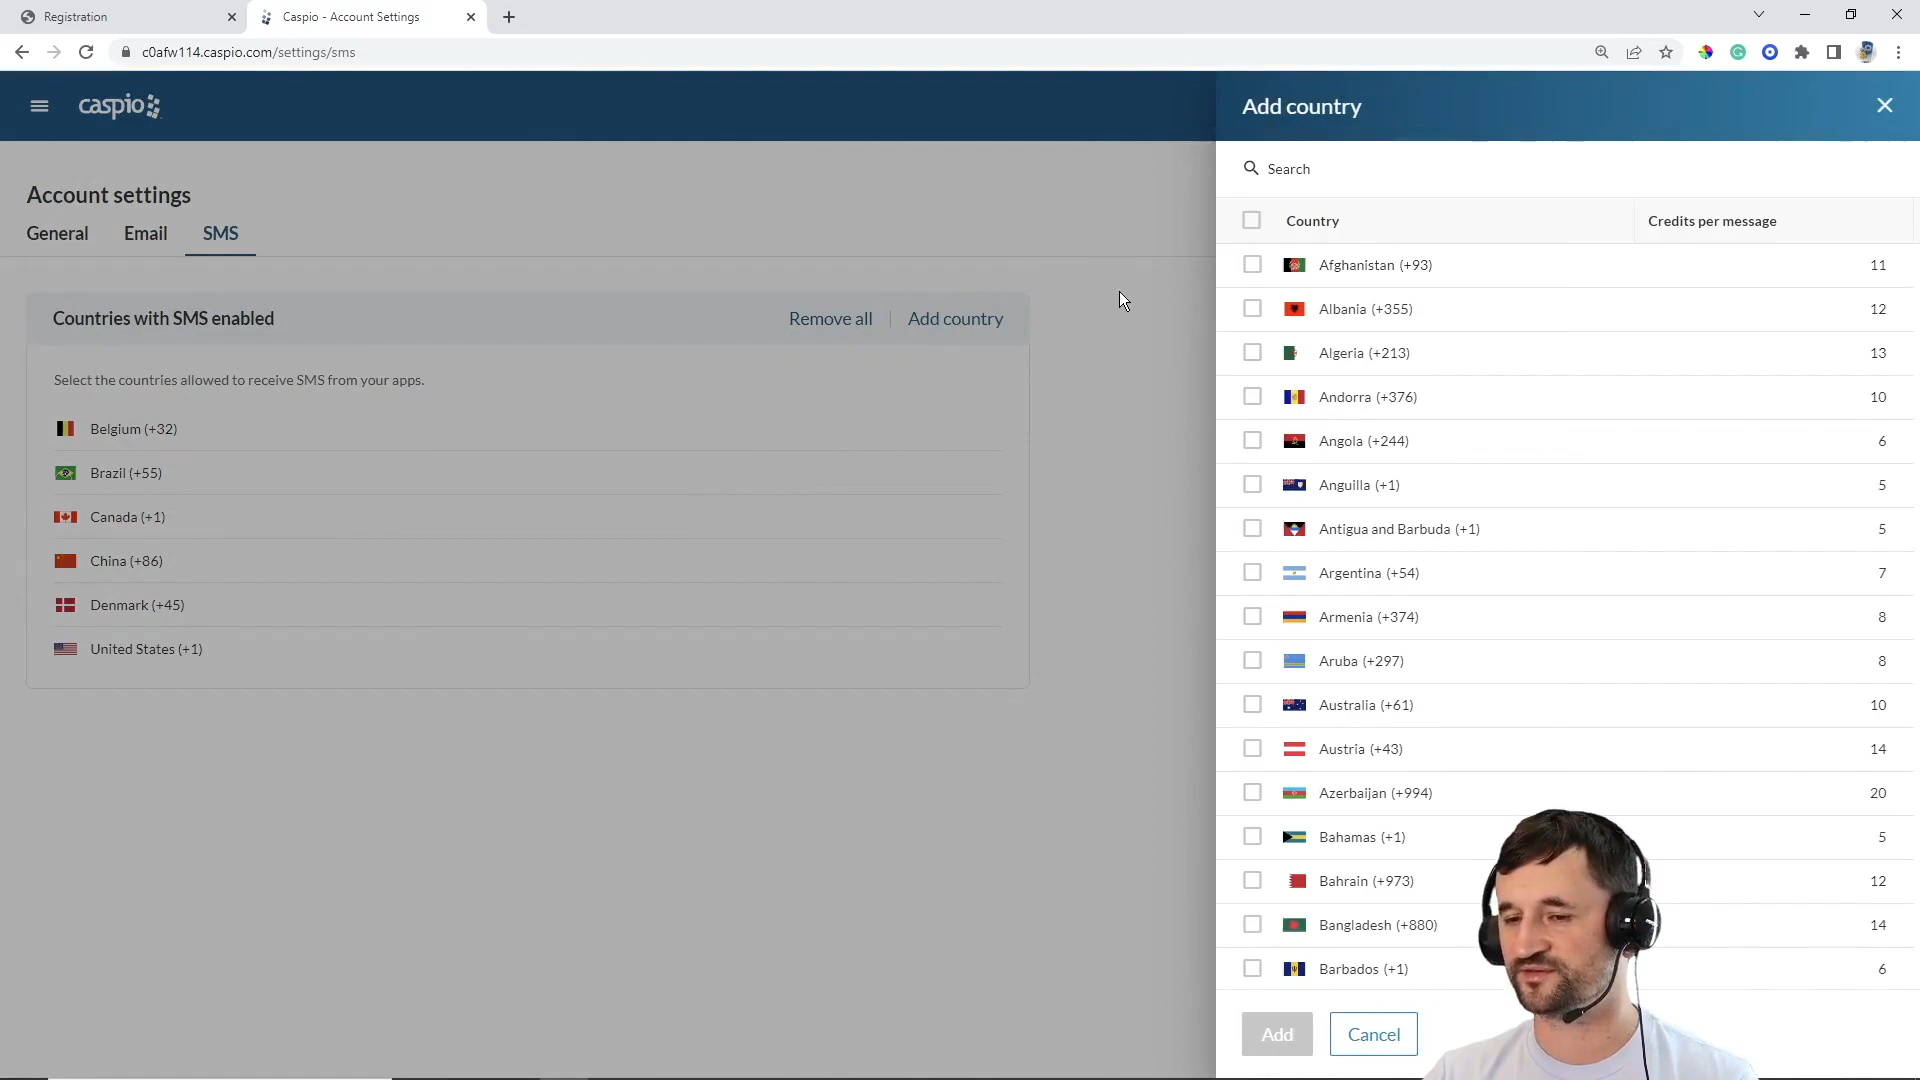 Registration
Caspio - Account Settings
c0afw114.caspio.com/settings/sms
caspio
Account settings
General
Email
SMS
Countries with SMS enabled
Remove all
Add country
Select the countries allowed to receive SMS from your apps.
Belgium (+32)
Brazil (+55)
Canada (+1)
China (+86)
Denmark (+45)
United States (+1)
Add country
Search
Country Credits per message
Afghanistan (+93) 11
Albania (+355) 12
Algeria (+213) 13
Andorra (+376) 10
Angola (+244) 6
Anguilla (+1) 5
Antigua and Barbuda (+1) 5
Argentina (+54) 7
Armenia (+374) 8
Aruba (+297) 8
Australia (+61) 10
Austria (+43) 14
Azerbaijan (+994) 20
Bahamas (+1) 5
Bahrain (+973) 12
Bangladesh (+880) 14
Barbados (+1) 6
Add
Cancel